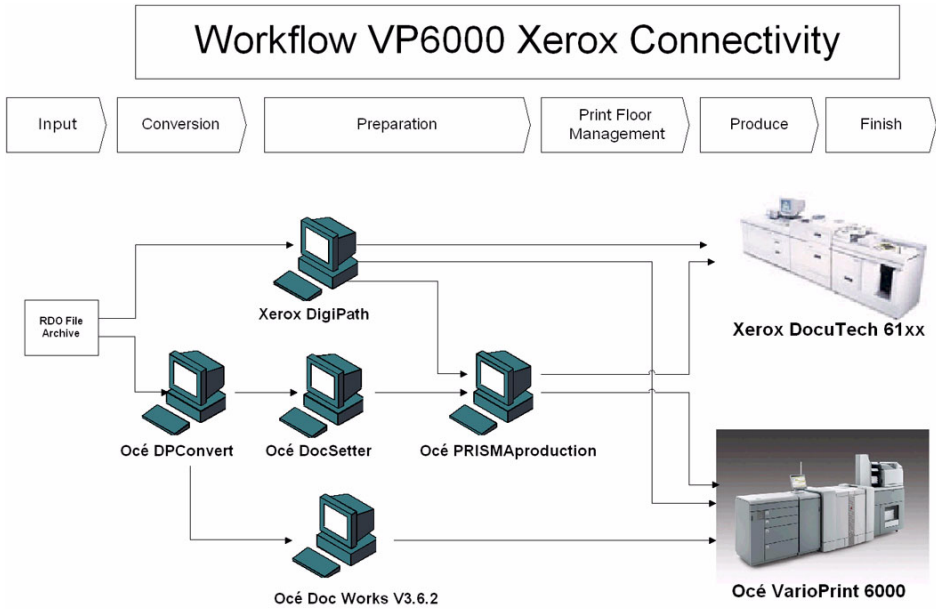 Workflow VP6000 Xerox Connectivity
Input
Conversion
Preparation
Print Floor
Management
Produce
Finish
Xerox DigiPath
Xerox DocuTech 61xx
RDO File
Archive
Océ DPConvert
Océ DocSetter
Océ PRISMAproduction
Océ Doc Works V3.6.2
Océ VarioPrint 6000